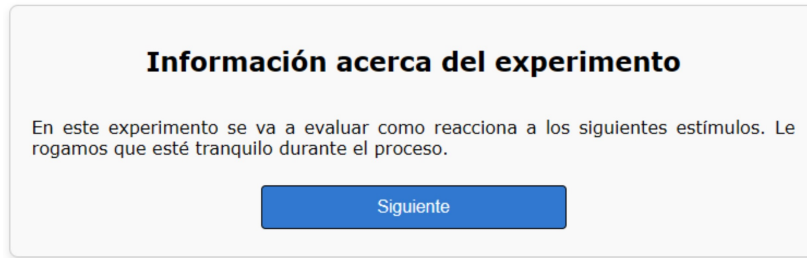 Información acerca del experimento
En este experimento se va a evaluar como reacciona a los siguientes estímulos. Le
rogamos que esté tranquilo durante el proceso.
Siguiente